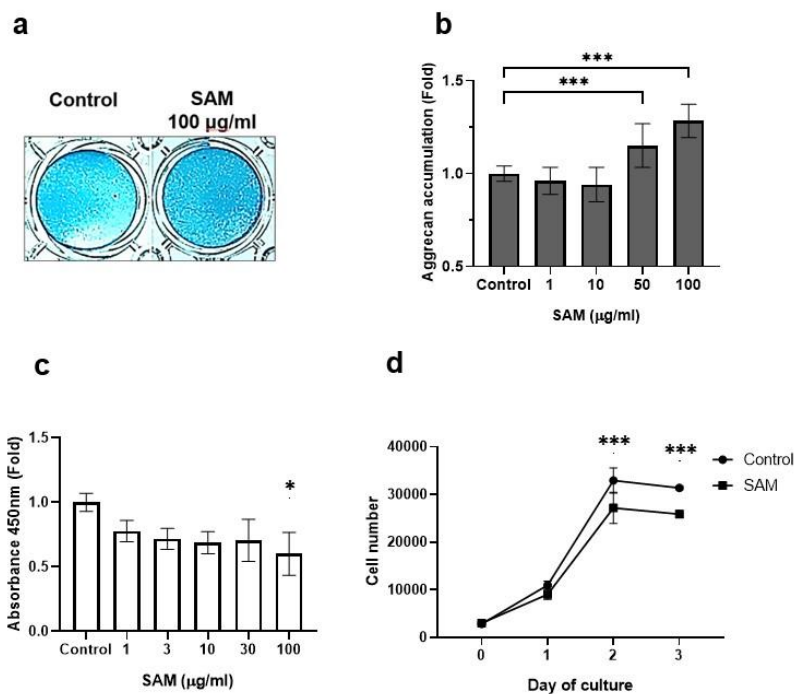 a
Control
SAM
100 µg/ml
b
***
***
Aggrecan accumulation (Fold)
1.5
1.0
0.5
Control 1 10 50 100
SAM (µg/ml)
c
Absorbance 450nm (Fold)
1.5
1.0
0.5
0.0
*
Control 1 3 10 30 100
SAM (µg/ml)
d
Cell number
40000
30000
20000
10000
0
***
***
Control
SAM
0 1 2 3
Day of culture